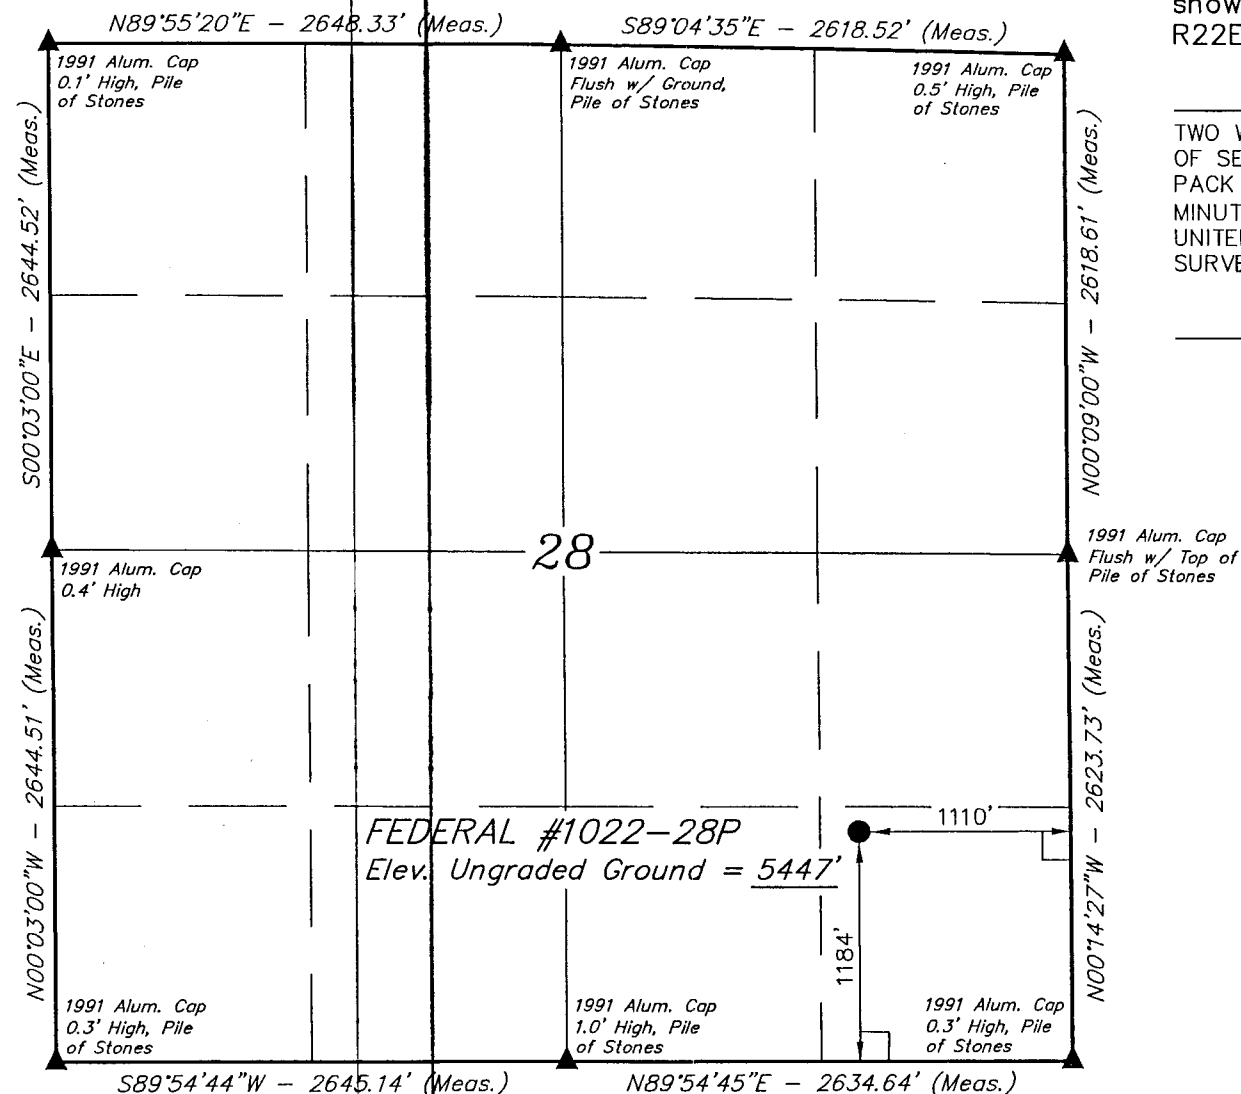 N89°55'20"E - 2648.33' (Meas.)
S89°04'35"E - 2618.52' (Meas.)
show
R22E
1991 Alum. Cap
0.1' High, Pile
of Stones
1991 Alum. Cap
Flush w/ Ground,
Pile of Stones
1991 Alum. Cap
0.5' High, Pile
of Stones
TWO W
OF SE
PACK
MINUT
UNITE
SURVE
S00°03'00"E - 2644.52' (Meas.)
N00°09'00"W - 2618.61' (Meas.)
28
1991 Alum. Cap
0.4' High
1991 Alum. Cap
Flush w/ Top of
Pile of Stones
N00°03'00"W - 2644.51' (Meas.)
N00°14'27"W - 2623.73' (Meas.)
FEDERAL #1022-28P
Elev. Ungraded Ground = 5447'
1110'
1184'
1991 Alum. Cap
0.3' High, Pile
of Stones
1991 Alum. Cap
1.0' High, Pile
of Stones
1991 Alum. Cap
0.3' High, Pile
of Stones
S89°54'44"W - 2645.14' (Meas.)
N89°54'45"E - 2634.64' (Meas.)